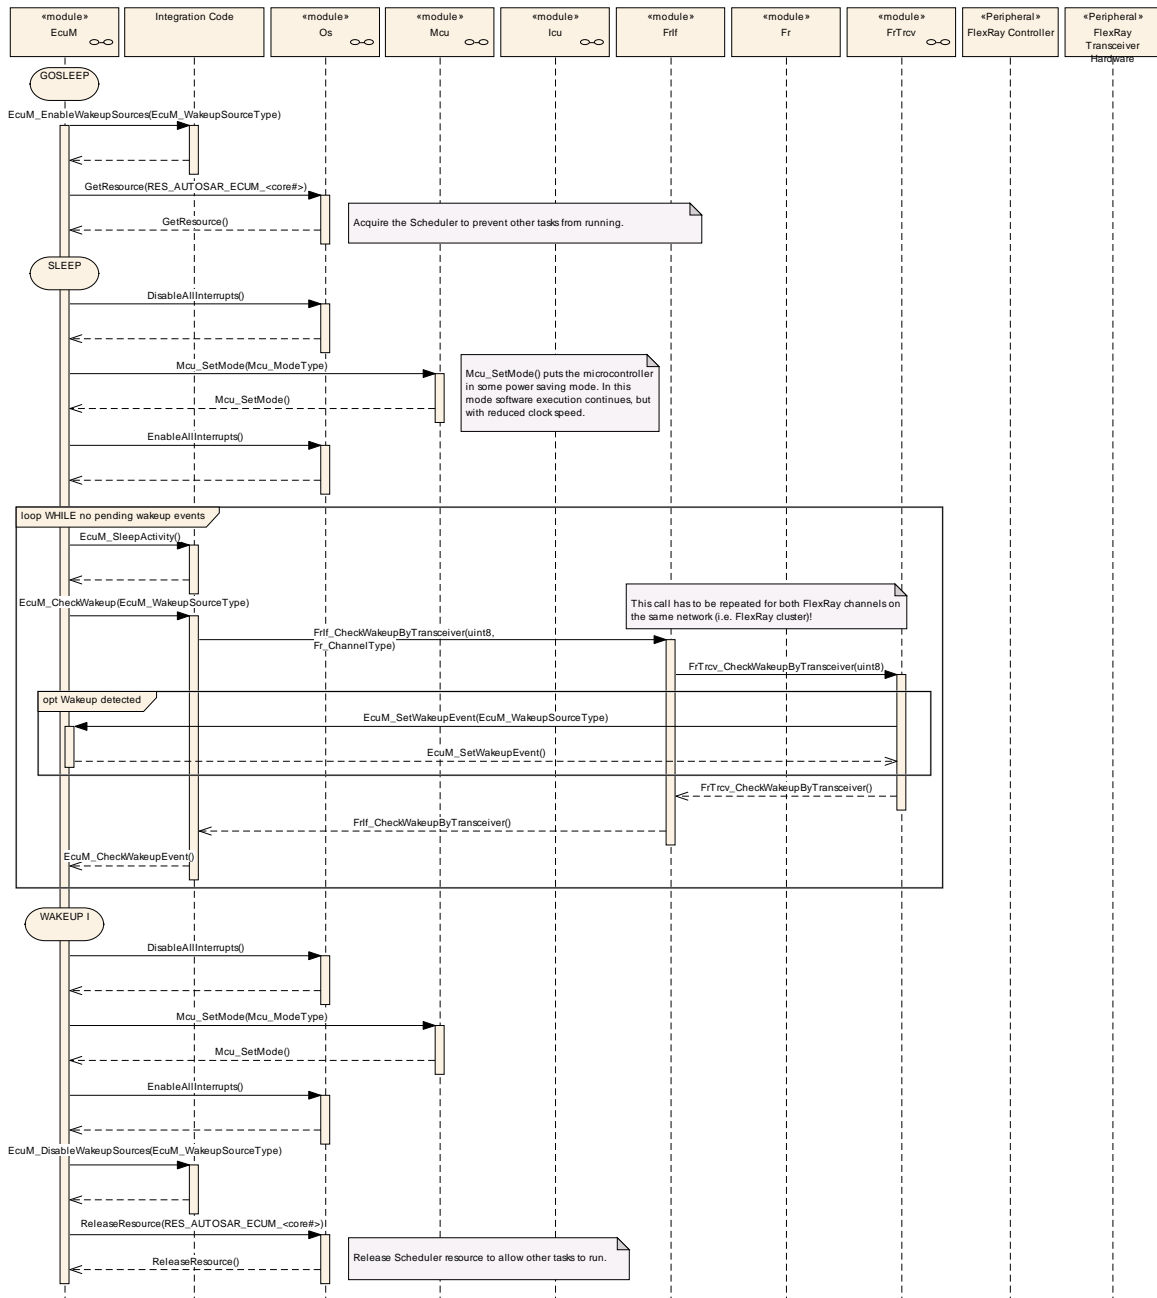 «module»
EcuM
Integration Code
«module»
Os
«module»
Mcu
«module»
Icu
«module»
FrIf
«module»
Fr
«module»
FrTrcv
«Peripheral»
FlexRay Controller
«Peripheral»
FlexRay
Transceiver
Hardware
GOSLEEP
EcuM_EnableWakeupSources(EcuM_WakeupSourceType)
GetResource(RES_AUTOSAR_ECUM_<core#>)
GetResource()
Acquire the Scheduler to prevent other tasks from running.
SLEEP
DisableAllInterrupts()
Mcu_SetMode(Mcu_ModeType)
Mcu_SetMode()
Mcu_SetMode() puts the microcontroller
in some power saving mode. In this
mode software execution continues, but
with reduced clock speed.
EnableAllInterrupts()
loop WHILE no pending wakeup events
EcuM_SleepActivity()
EcuM_CheckWakeup(EcuM_WakeupSourceType)
This call has to be repeated for both FlexRay channels on
the same network (i.e. FlexRay cluster)!
FrIf_CheckWakeupByTransceiver(uint8,
Fr_ChannelType)
FrTrcv_CheckWakeupByTransceiver(uint8)
opt Wakeup detected
EcuM_SetWakeupEvent(EcuM_WakeupSourceType)
EcuM_SetWakeupEvent()
FrTrcv_CheckWakeupByTransceiver()
FrIf_CheckWakeupByTransceiver()
EcuM_CheckWakeupEvent()
WAKEUP I
DisableAllInterrupts()
Mcu_SetMode(Mcu_ModeType)
Mcu_SetMode()
EnableAllInterrupts()
EcuM_DisableWakeupSources(EcuM_WakeupSourceType)
ReleaseResource(RES_AUTOSAR_ECUM_<core#>)
ReleaseResource()
Release Scheduler resource to allow other tasks to run.